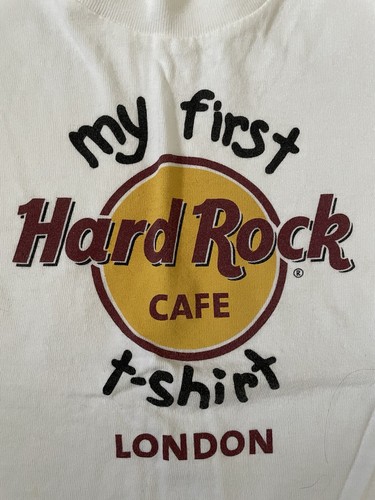 my first
Hard Rock
®
CAFE
t-shirt
LONDON